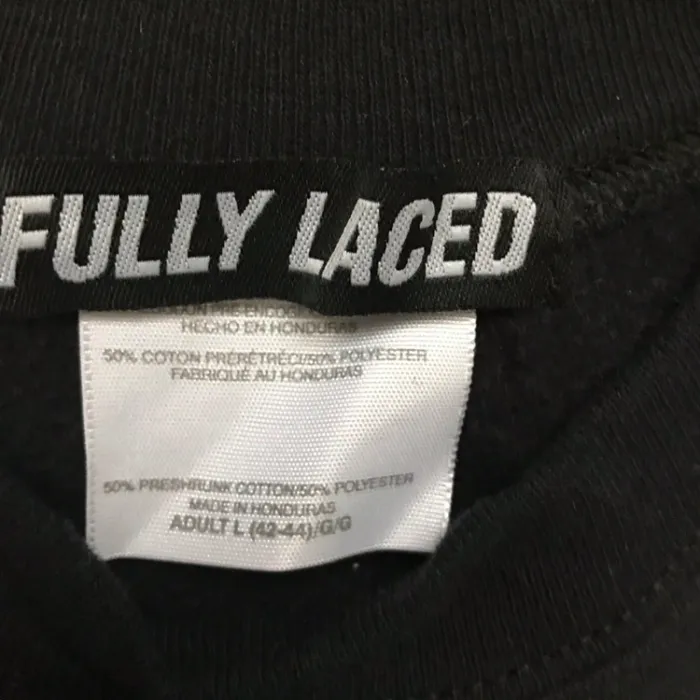 FULLY LACED
HECHO EN HONDURAS
50% COTON PRÉRÉTRÉCI/50% POLYESTER
FABRIQUÉ AU HONDURAS
50% PRESHRUNK COTTON/50% POLYESTER
MADE IN HONDURAS
ADULT L (42-44)/G/G